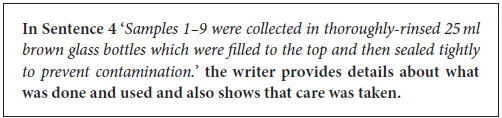 In Sentence 4 ‘Samples 1–9 were collected in thoroughly-rinsed 25 ml
brown glass bottles which were filled to the top and then sealed tightly
to prevent contamination.’ the writer provides details about what
was done and used and also shows that care was taken.